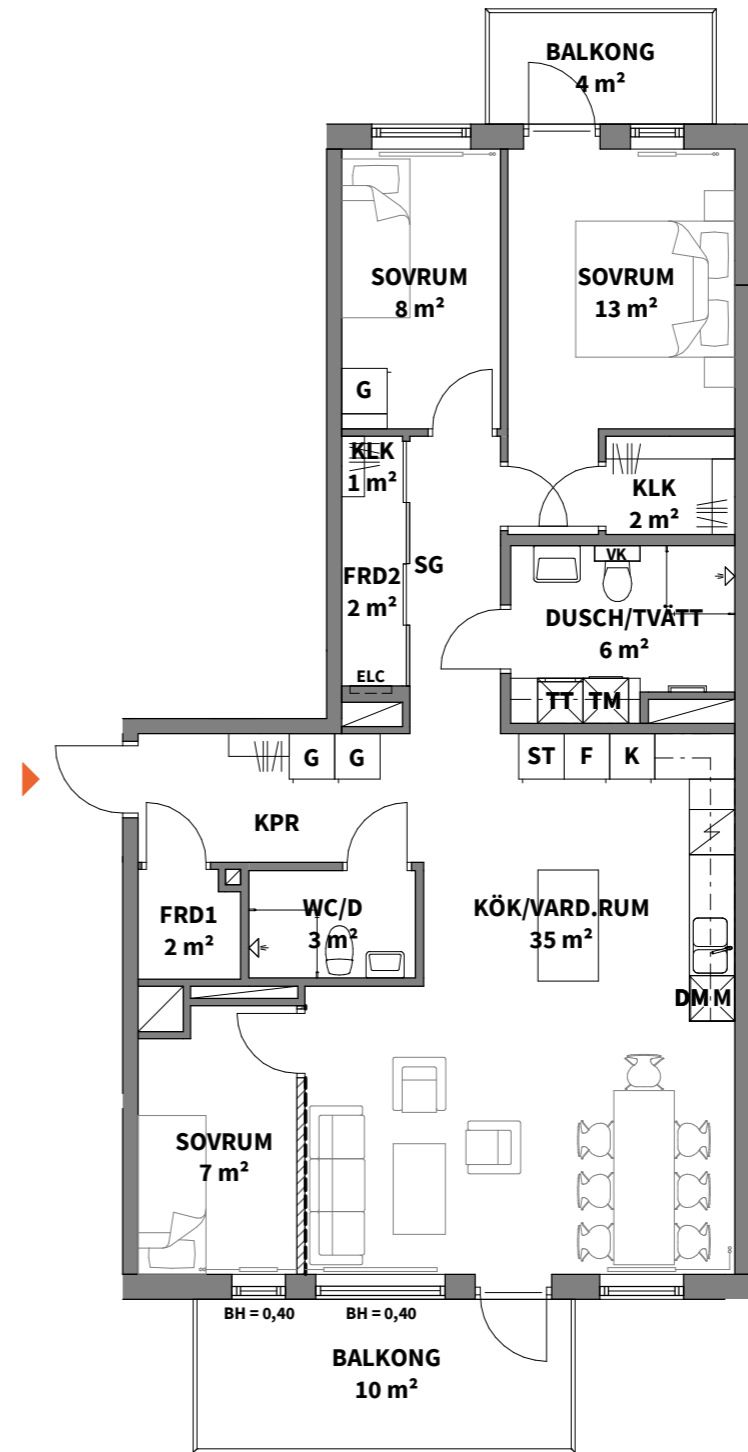 BALKONG
4 m²
SOVRUM
8 m²
SOVRUM
13 m²
G
KLK
1 m²
KLK
2 m²
SG
VK
FRD2
2 m²
DUSCH/TVÄTT
6 m²
ELC
TT TM
G G
ST F K
KPR
FRD1
2 m²
WC/D
3 m²
KÖK/VARD.RUM
35 m²
DM M
SOVRUM
7 m²
BH = 0,40 BH = 0,40
BALKONG
10 m²